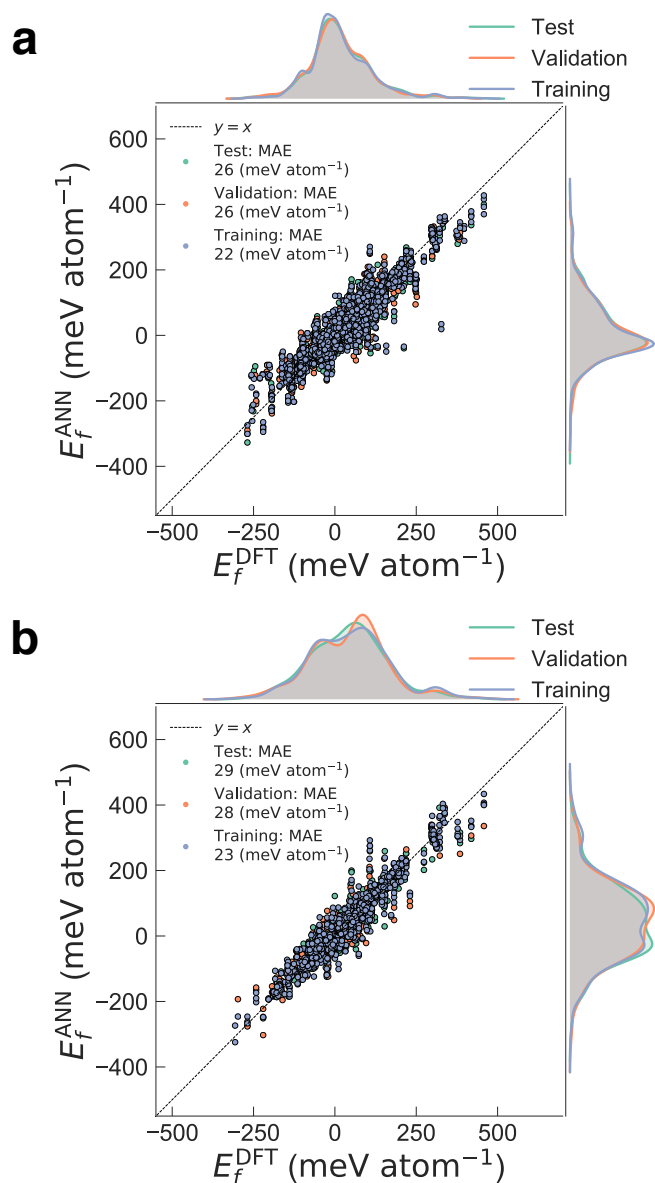 a
Test
Validation
Training
y = x
Test: MAE
26 (meV atom⁻¹)
Validation: MAE
26 (meV atom⁻¹)
Training: MAE
22 (meV atom⁻¹)
600
400
200
0
−200
−400
E_f^ANN (meV atom⁻¹)
−500 −250 0 250 500
E_f^DFT (meV atom⁻¹)
b
Test
Validation
Training
y = x
Test: MAE
29 (meV atom⁻¹)
Validation: MAE
28 (meV atom⁻¹)
Training: MAE
23 (meV atom⁻¹)
600
400
200
0
−200
−400
E_f^ANN (meV atom⁻¹)
−500 −250 0 250 500
E_f^DFT (meV atom⁻¹)